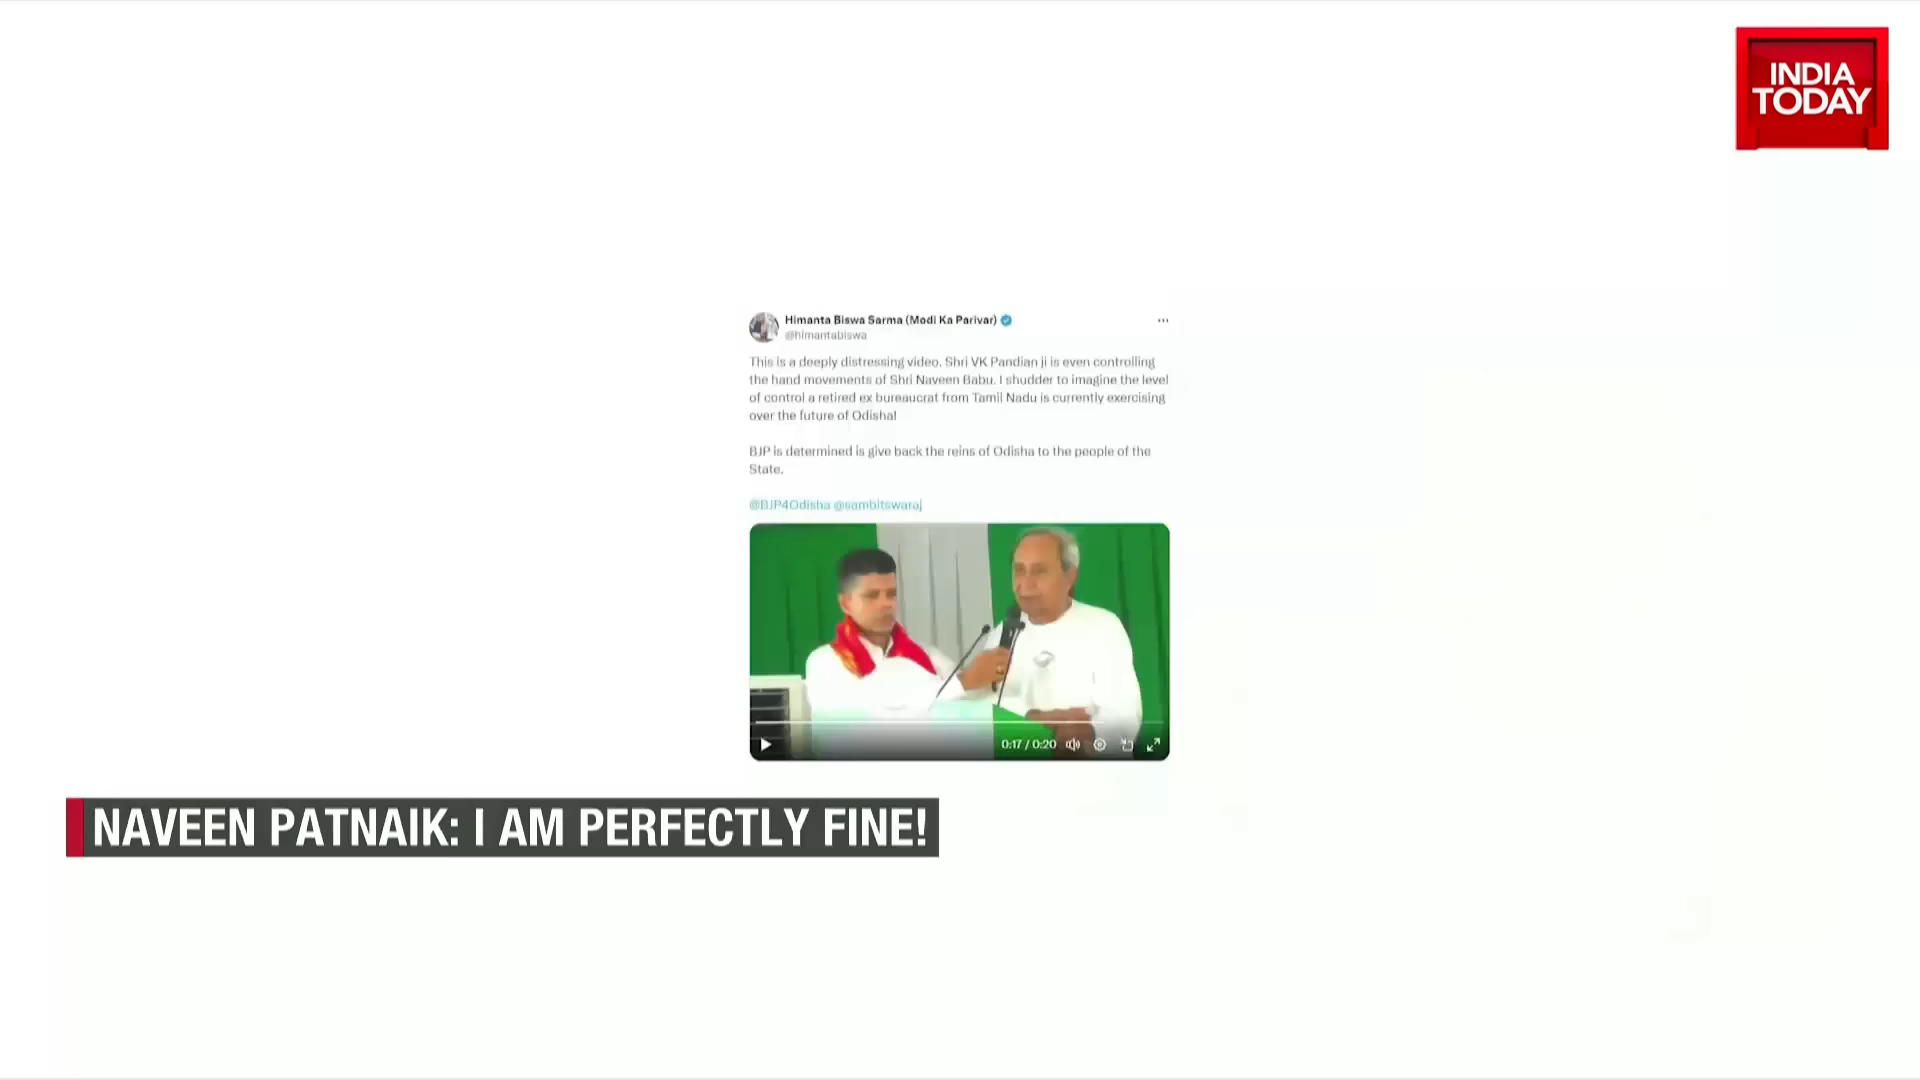 INDIA
TODAY
Himanta Biswa Sarma (Modi Ka Parivar)
@himantabiswa
This is a deeply distressing video. Shri VK Pandian ji is even controlling
the hand movements of Shri Naveen Babu. I shudder to imagine the level
of control a retired ex bureaucrat from Tamil Nadu is currently exercising
over the future of Odisha!
BJP is determined is give back the reins of Odisha to the people of the
State.
@BJP4Odisha @sambitswaraj
0:17 / 0:20
NAVEEN PATNAIK: I AM PERFECTLY FINE!